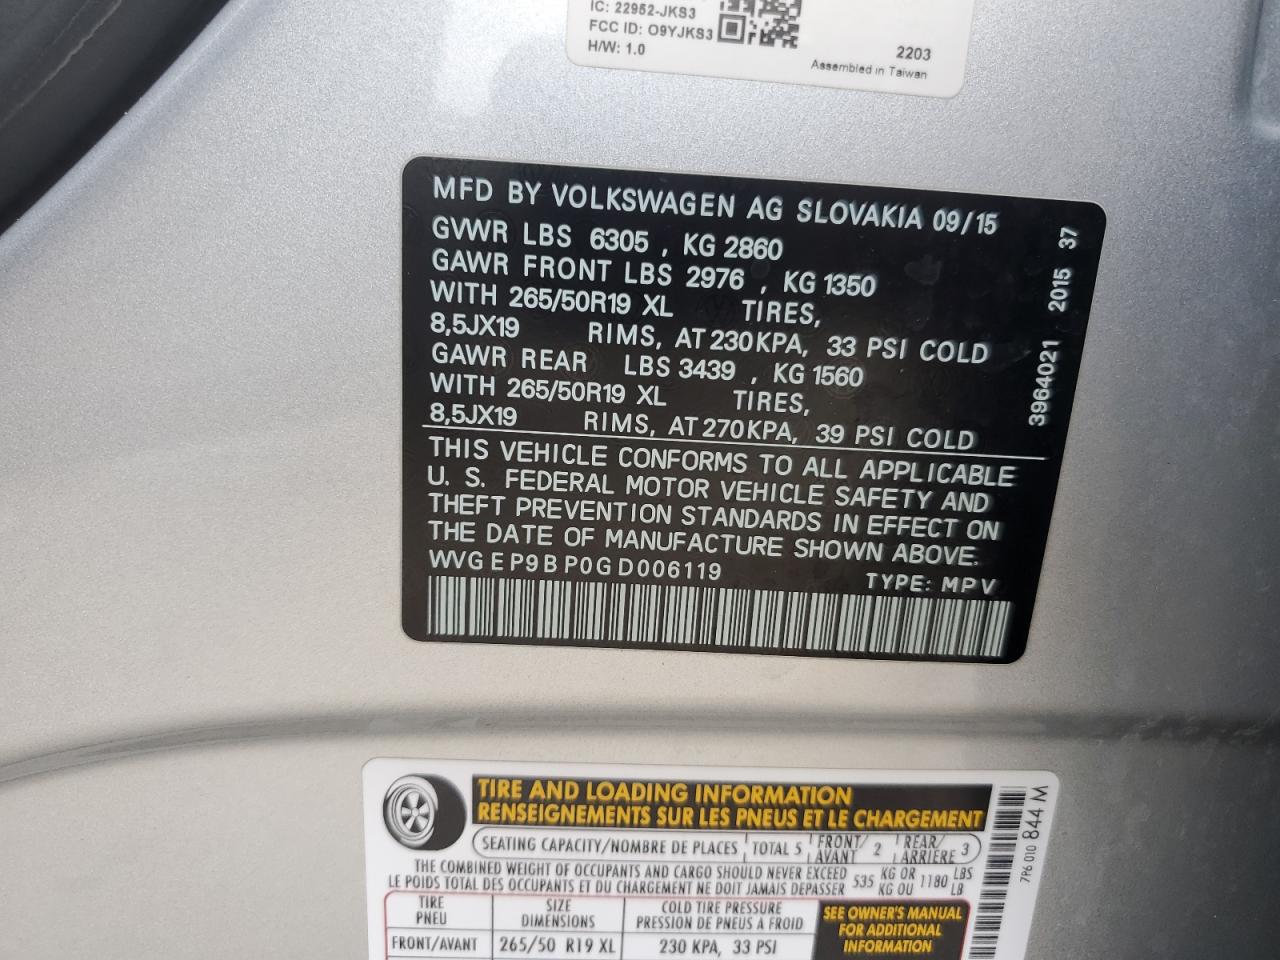 IC: 22952-JKS3
FCC ID: O9YJKS3
H/W: 1.0
2203
Assembled in Taiwan
MFD BY VOLKSWAGEN AG SLOVAKIA 09/15
GVWR LBS 6305 , KG 2860
GAWR FRONT LBS 2976 , KG 1350
WITH 265/50R19 XL TIRES,
8,5JX19 RIMS, AT 230KPA, 33 PSI COLD
GAWR REAR LBS 3439 , KG 1560
WITH 265/50R19 XL TIRES,
8,5JX19 RIMS, AT 270KPA, 39 PSI COLD
THIS VEHICLE CONFORMS TO ALL APPLICABLE
U. S. FEDERAL MOTOR VEHICLE SAFETY AND
THEFT PREVENTION STANDARDS IN EFFECT ON
THE DATE OF MANUFACTURE SHOWN ABOVE.
WVGEP9BP0GD006119 TYPE: MPV
3964021 2015 37
TIRE AND LOADING INFORMATION
RENSEIGNEMENTS SUR LES PNEUS ET LE CHARGEMENT
SEATING CAPACITY/NOMBRE DE PLACES TOTAL 5 FRONT/AVANT 2 REAR/ARRIÈRE 3
THE COMBINED WEIGHT OF OCCUPANTS AND CARGO SHOULD NEVER EXCEED 535 KG OR 1180 LBS
LE POIDS TOTAL DES OCCUPANTS ET DU CHARGEMENT NE DOIT JAMAIS DEPASSER KG OU LB
TIRE SIZE COLD TIRE PRESSURE
PNEU DIMENSIONS PRESSION DE PNEUS A FROID
FRONT/AVANT 265/50 R19 XL 230 KPA, 33 PSI
SEE OWNER'S MANUAL
FOR ADDITIONAL
INFORMATION
7P6 010 844 M